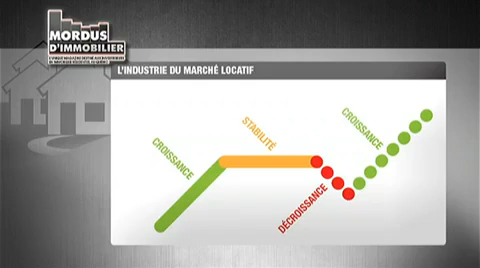 MORDUS
D'IMMOBILIER
L'INDUSTRIE DU MARCHÉ LOCATIF
CROISSANCE
STABILITÉ
DÉCROISSANCE
CROISSANCE